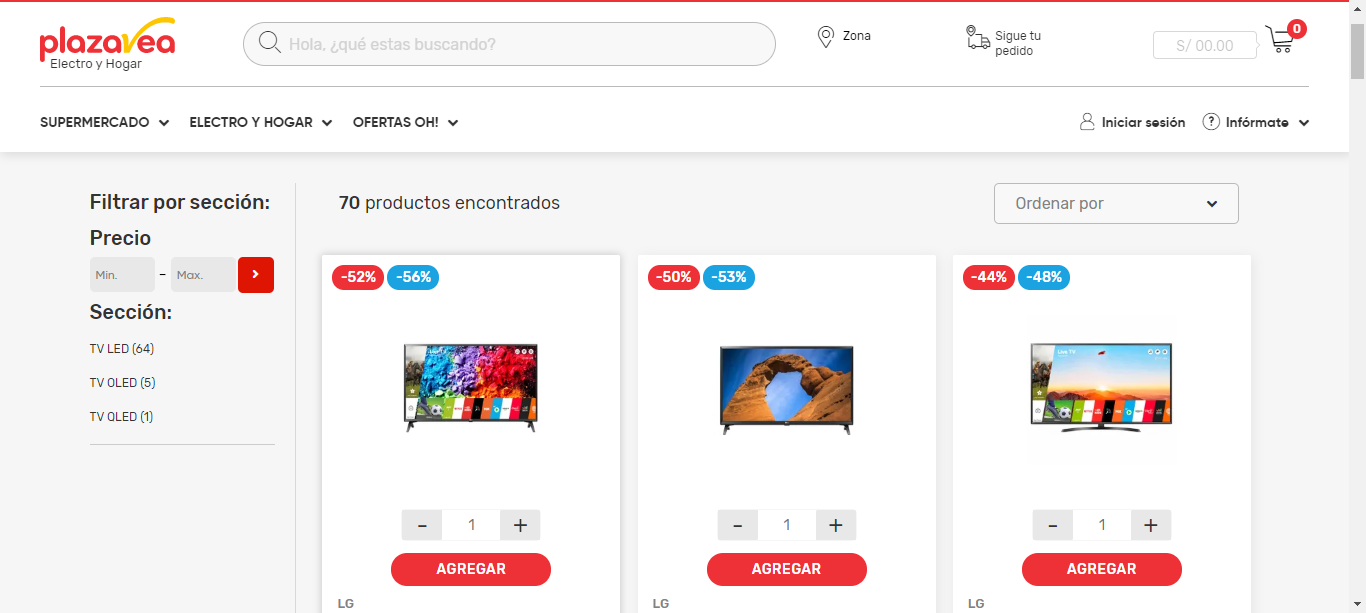 plazavea
Electro y Hogar
Hola, ¿qué estas buscando?
Zona
Sigue tu
pedido
S/ 00.00
0
SUPERMERCADO
ELECTRO Y HOGAR
OFERTAS OH!
Iniciar sesión
? Infórmate
Filtrar por sección:
Precio
Min. - Max.
Sección:
TV LED (64)
TV OLED (5)
TV QLED (1)
70 productos encontrados
Ordenar por
-52% -56%
- 1 +
AGREGAR
LG
-50% -53%
- 1 +
AGREGAR
LG
-44% -48%
Live TV
- 1 +
AGREGAR
LG